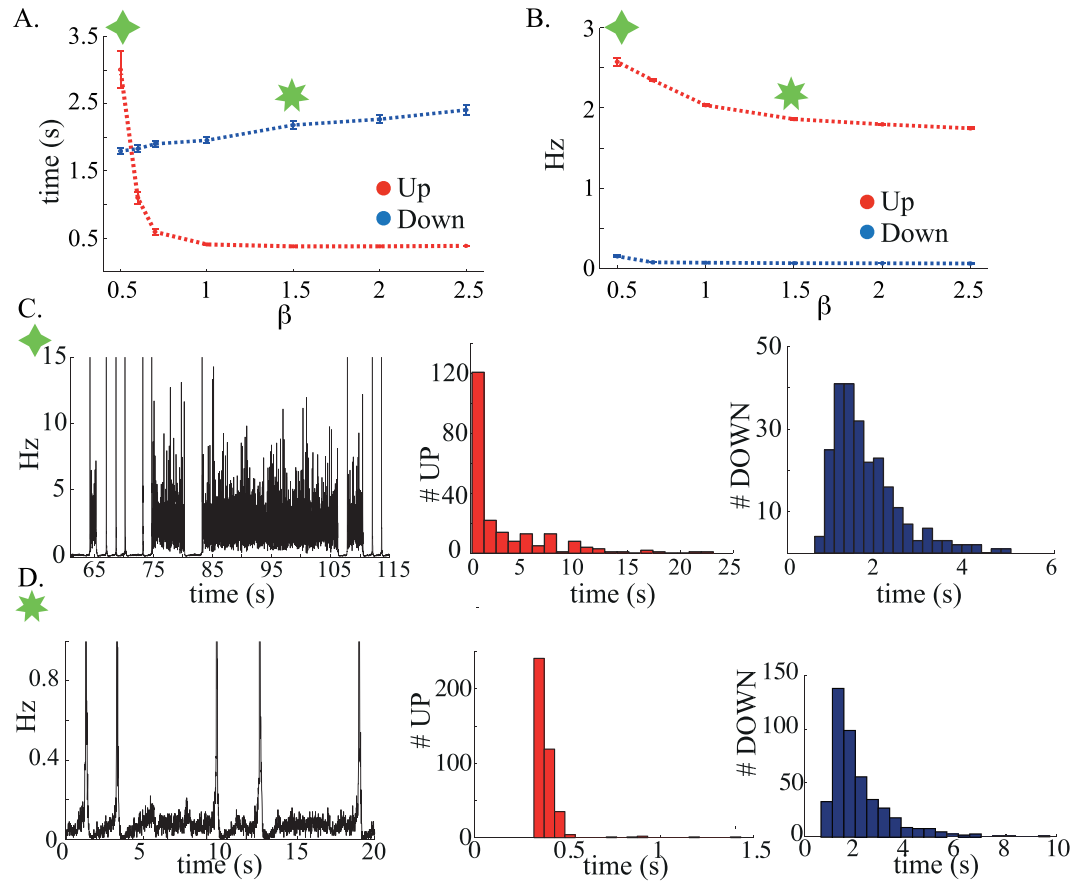 A.
time (s)
3.5
2.5
1.5
0.5
Up
Down
0.5 1 1.5 2 2.5
β
B.
Hz
3
2
1
0
Up
Down
0.5 1 1.5 2 2.5
β
C.
Hz
15
10
5
0
65 75 85 95 105 115
time (s)
# UP
120
80
40
0
0 5 10 15 20 25
time (s)
# DOWN
50
30
10
0 2 4 6
time (s)
D.
Hz
0.8
0.4
0
0 5 10 15 20
time (s)
# UP
200
100
0
0.5 1 1.5
time (s)
# DOWN
150
100
50
0
0 2 4 6 8 10
time (s)